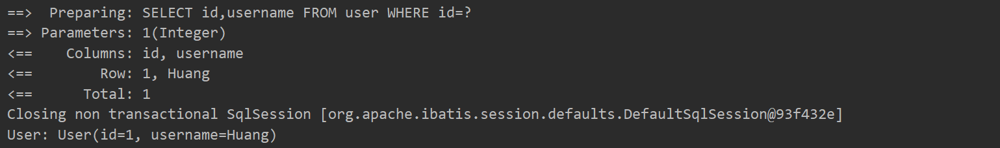 ==>  Preparing: SELECT id,username FROM user WHERE id=?
==> Parameters: 1(Integer)
<==    Columns: id, username
<==        Row: 1, Huang
<==      Total: 1
Closing non transactional SqlSession [org.apache.ibatis.session.defaults.DefaultSqlSession@93f432e]
User: User(id=1, username=Huang)